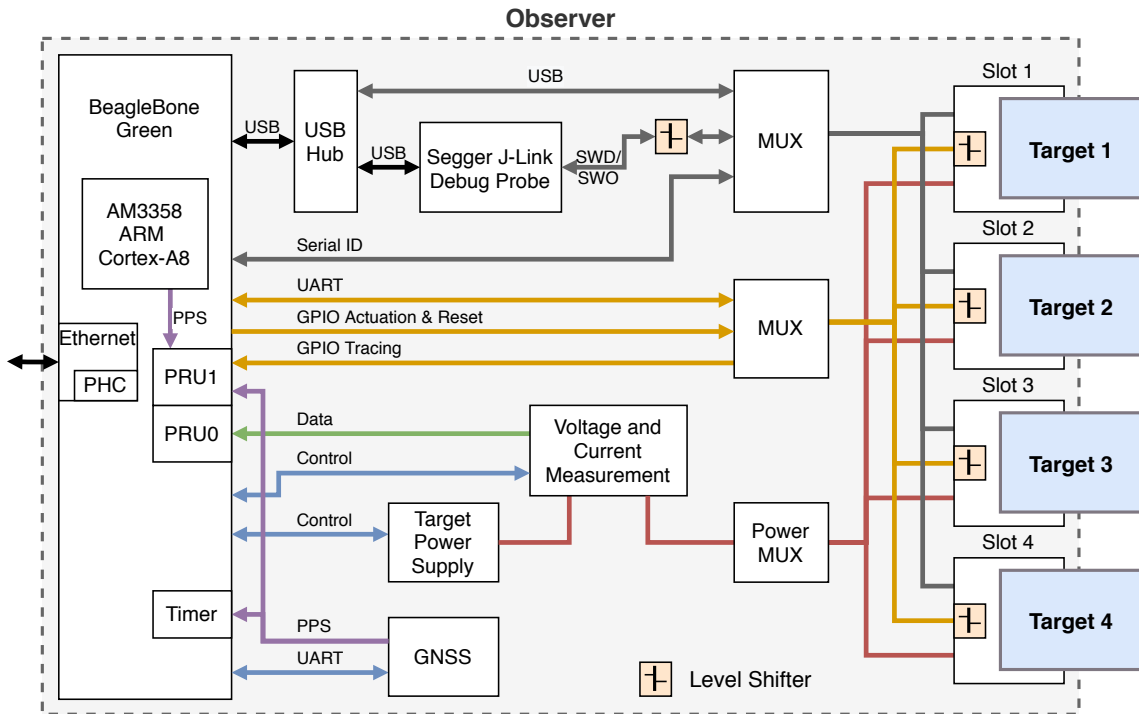 Observer
BeagleBone
Green
AM3358
ARM
Cortex-A8
PPS
Ethernet
PHC
PRU1
PRU0
Timer
USB
USB
Hub
USB
USB
Segger J-Link
Debug Probe
SWD/
SWO
MUX
Serial ID
UART
GPIO Actuation & Reset
GPIO Tracing
MUX
Data
Control
Voltage and
Current
Measurement
Control
Target
Power
Supply
Power
MUX
PPS
UART
GNSS
Level Shifter
Slot 1
Target 1
Slot 2
Target 2
Slot 3
Target 3
Slot 4
Target 4